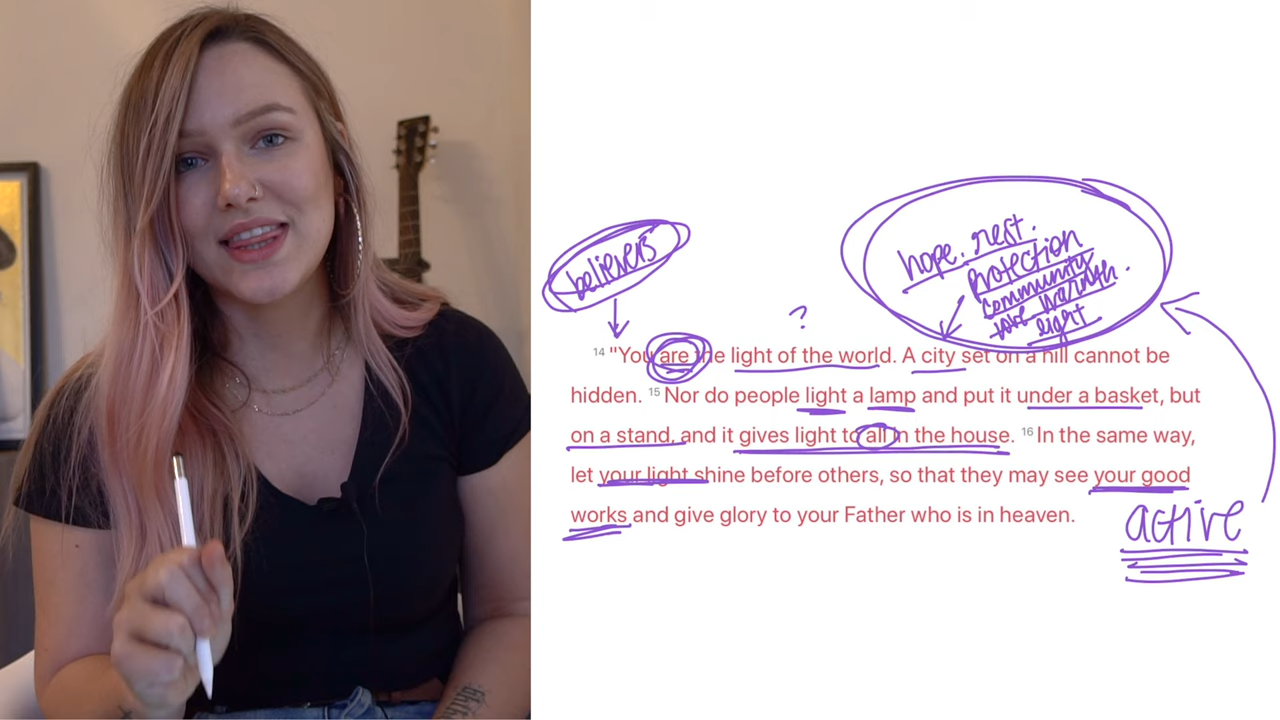 believers
hope. rest.
protection
community
love warmth.
light
?
14 "You are the light of the world. A city set on a hill cannot be
hidden. 15 Nor do people light a lamp and put it under a basket, but
on a stand, and it gives light to all in the house. 16 In the same way,
let your light shine before others, so that they may see your good
works and give glory to your Father who is in heaven.
active